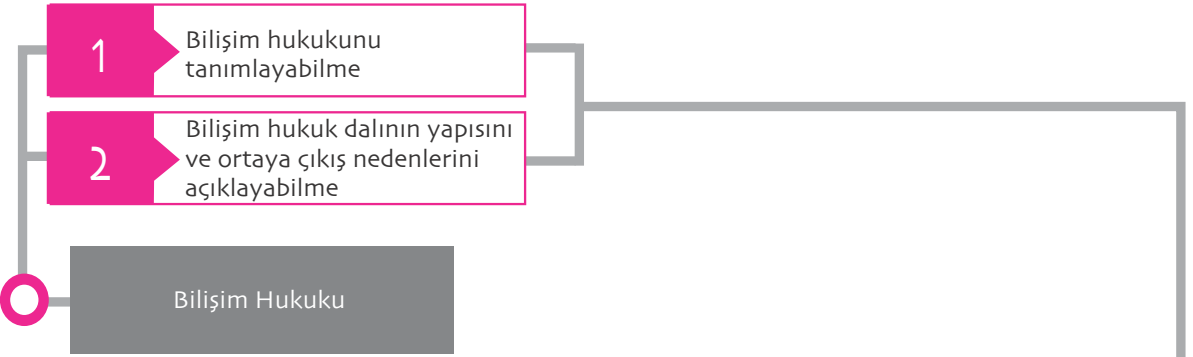 1
Bilişim hukukunu
tanımlayabilme
2
Bilişim hukuk dalının yapısını
ve ortaya çıkış nedenlerini
açıklayabilme
Bilişim Hukuku